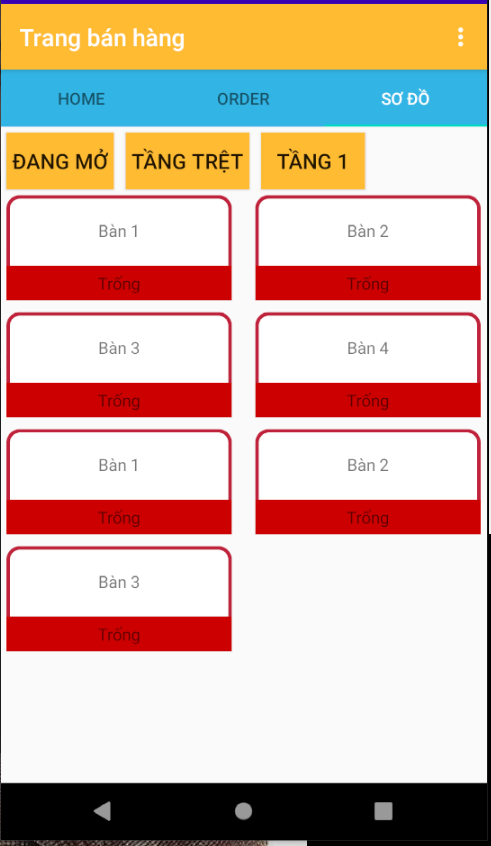 Trang bán hàng
HOME ORDER SƠ ĐỒ
ĐANG MỞ TẦNG TRỆT TẦNG 1
Bàn 1 Bàn 2
Trống Trống
Bàn 3 Bàn 4
Trống Trống
Bàn 1 Bàn 2
Trống Trống
Bàn 3
Trống